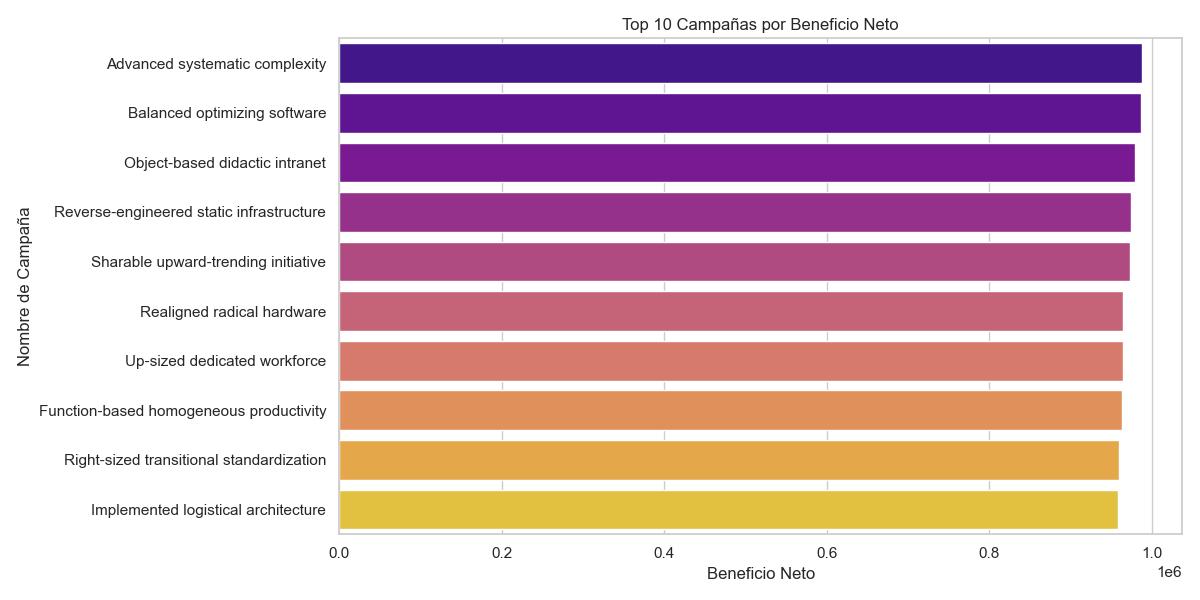 Top 10 Campañas por Beneficio Neto
Nombre de Campaña
Advanced systematic complexity
Balanced optimizing software
Object-based didactic intranet
Reverse-engineered static infrastructure
Sharable upward-trending initiative
Realigned radical hardware
Up-sized dedicated workforce
Function-based homogeneous productivity
Right-sized transitional standardization
Implemented logistical architecture
0.0 0.2 0.4 0.6 0.8 1.0
1e6
Beneficio Neto